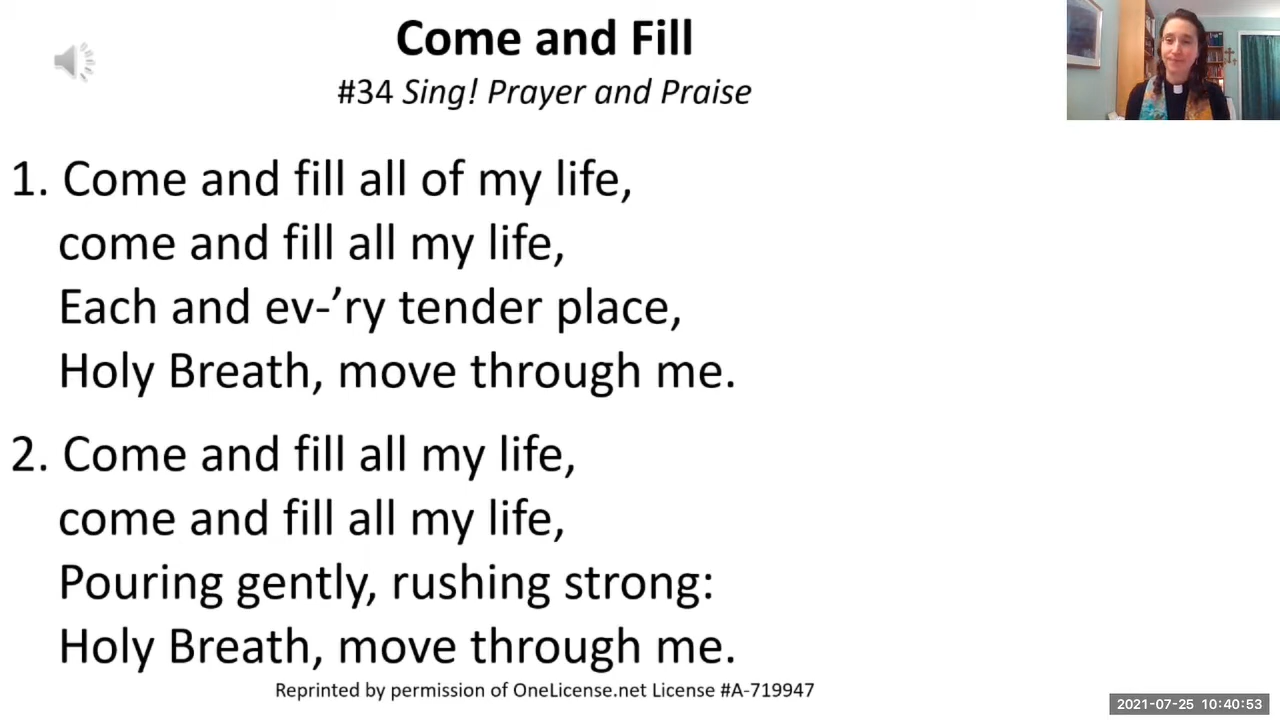 Come and Fill
#34 Sing! Prayer and Praise
1. Come and fill all of my life,
come and fill all my life,
Each and ev-’ry tender place,
Holy Breath, move through me.
2. Come and fill all my life,
come and fill all my life,
Pouring gently, rushing strong:
Holy Breath, move through me.
Reprinted by permission of OneLicense.net License #A-719947
2021-07-25 10:40:53